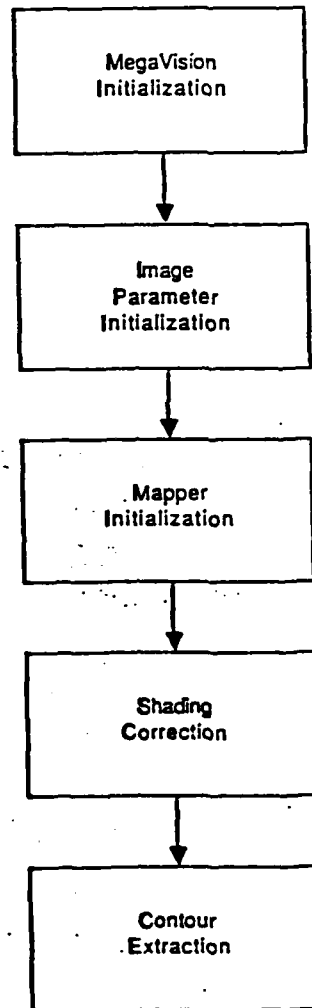 MegaVision
Initialization
Image
Parameter
Initialization
Mapper
Initialization
Shading
Correction
Contour
Extraction